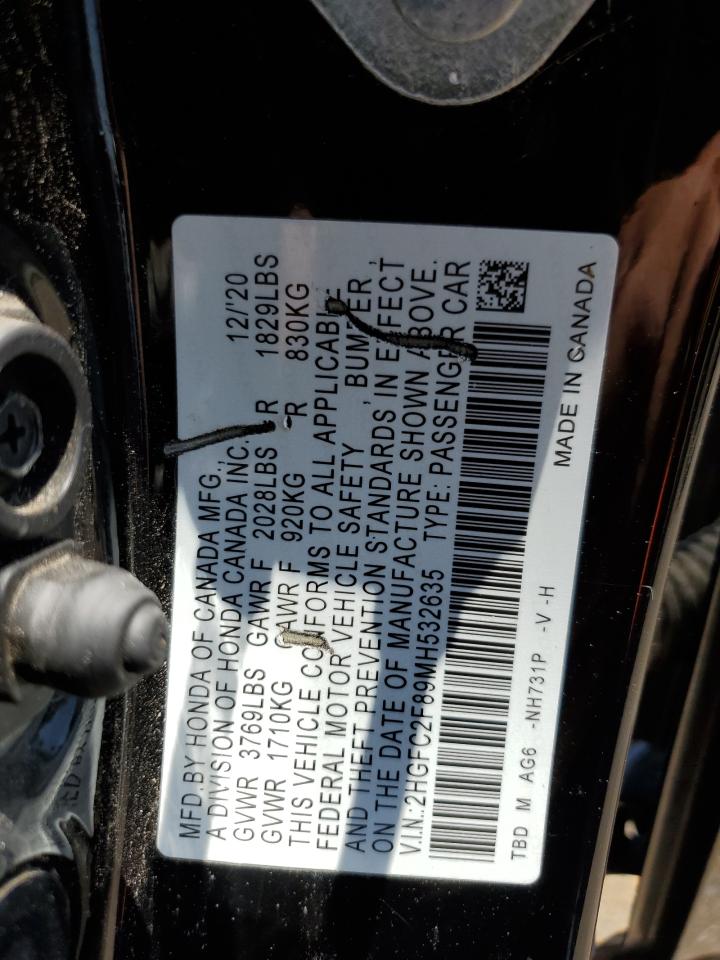 MFD.BY HONDA OF CANADA MFG.,
A DIVISION OF HONDA CANADA INC. 12/'20
GVWR 3769LBS GAWR F 2028LBS R 1829LBS
GVWR 1710KG GAWR F 920KG R 830KG
THIS VEHICLE CONFORMS TO ALL APPLICABLE
FEDERAL MOTOR VEHICLE SAFETY, BUMPER,
AND THEFT PREVENTION STANDARDS IN EFFECT
ON THE DATE OF MANUFACTURE SHOWN ABOVE.
V.I.N.:2HGFC2F89MH532635 TYPE: PASSENGER CAR
TBD M AG6 -NH731P -V -H MADE IN CANADA